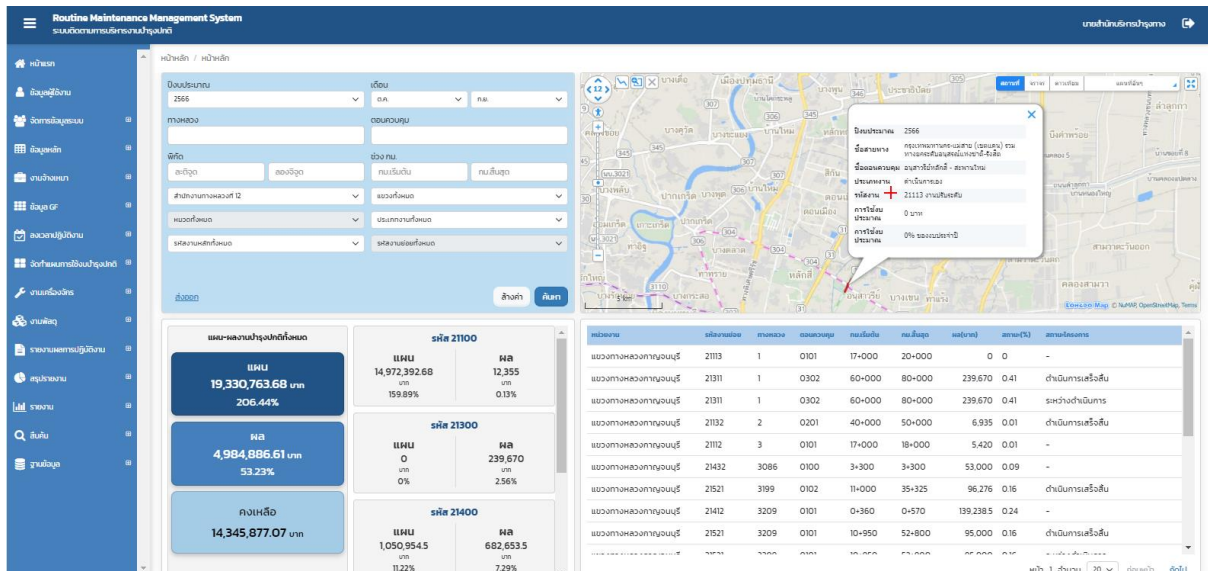 Routine Maintenance Management System
ระบบติดตามการบริหารงานบำรุงปกติ
นายสำนักบริหารบำรุงทาง
หน้าแรก
ข้อมูลผู้ใช้งาน
จัดการข้อมูลระบบ
ข้อมูลหลัก
งานจ้างเหมา
ข้อมูล GF
ลงเวลาปฏิบัติงาน
จัดทำแผนการใช้งบบำรุงปกติ
งานเครื่องจักร
งานพัสดุ
รายงานผลการปฏิบัติงาน
สรุปรายงาน
รายงาน
สืบค้น
ฐานข้อมูล
หน้าหลัก / หน้าหลัก
ปีงบประมาณ
เดือน
2566
ต.ค.
ก.ย.
ทางหลวง
ตอนควบคุม
พิกัด
ช่วง กม.
ละติจูด
ลองจิจูด
กม.เริ่มต้น
กม.สิ้นสุด
สำนักงานทางหลวงที่ 12
แขวงทั้งหมด
หมวดทั้งหมด
ประเภทงานทั้งหมด
รหัสงานหลักทั้งหมด
รหัสงานย่อยทั้งหมด
ส่งออก
ล้างค่า
ค้นหา
ปีงบประมาณ 2566
ชื่อสายทาง กรุงเทพมหานคร-แม่สาย (เขตแดน) รวม
ทางยกระดับอนุสรณ์แห่งชาติ-รังสิต
ชื่อตอนควบคุม อนุสาวรีย์หลักสี่ - สะพานใหม่
ประเภทงาน ดำเนินการเอง
รหัสงาน 21113 งานปรับระดับ
การใช้งบ
ประมาณ 0 บาท
การใช้งบ
ประมาณ 0% ของงบประจำปี
12
5 km
แผน-ผลงานบำรุงปกติทั้งหมด
แผน
19,330,763.68 บาท
206.44%
ผล
4,984,886.61 บาท
53.23%
คงเหลือ
14,345,877.07 บาท
รหัส 21100
แผน ผล
14,972,392.68 12,355
บาท บาท
159.89% 0.13%
รหัส 21300
แผน ผล
0 239,670
บาท บาท
0% 2.56%
รหัส 21400
แผน ผล
1,050,954.5 682,653.5
บาท บาท
11.22% 7.29%
หน่วยงาน รหัสงานย่อย ทางหลวง ตอนควบคุม กม.เริ่มต้น กม.สิ้นสุด ผล(บาท) สถานะ(%) สถานะโครงการ
แขวงทางหลวงกาญจนบุรี 21113 1 0101 17+000 20+000 0 0 -
แขวงทางหลวงกาญจนบุรี 21311 1 0302 60+000 80+000 239,670 0.41 ดำเนินการเสร็จสิ้น
แขวงทางหลวงกาญจนบุรี 21311 1 0302 60+000 80+000 239,670 0.41 ระหว่างดำเนินการ
แขวงทางหลวงกาญจนบุรี 21132 2 0201 40+000 50+000 6,935 0.01 ดำเนินการเสร็จสิ้น
แขวงทางหลวงกาญจนบุรี 21112 3 0101 17+000 18+000 5,420 0.01 -
แขวงทางหลวงกาญจนบุรี 21432 3086 0100 3+300 3+300 53,000 0.09 -
แขวงทางหลวงกาญจนบุรี 21521 3199 0102 11+000 35+325 96,276 0.16 ดำเนินการเสร็จสิ้น
แขวงทางหลวงกาญจนบุรี 21412 3209 0101 0+360 0+570 139,238.5 0.24 -
แขวงทางหลวงกาญจนบุรี 21521 3209 0101 10+950 52+800 95,000 0.16 ดำเนินการเสร็จสิ้น
หน้า 1 จำนวน 20 ก่อนหน้า ถัดไป